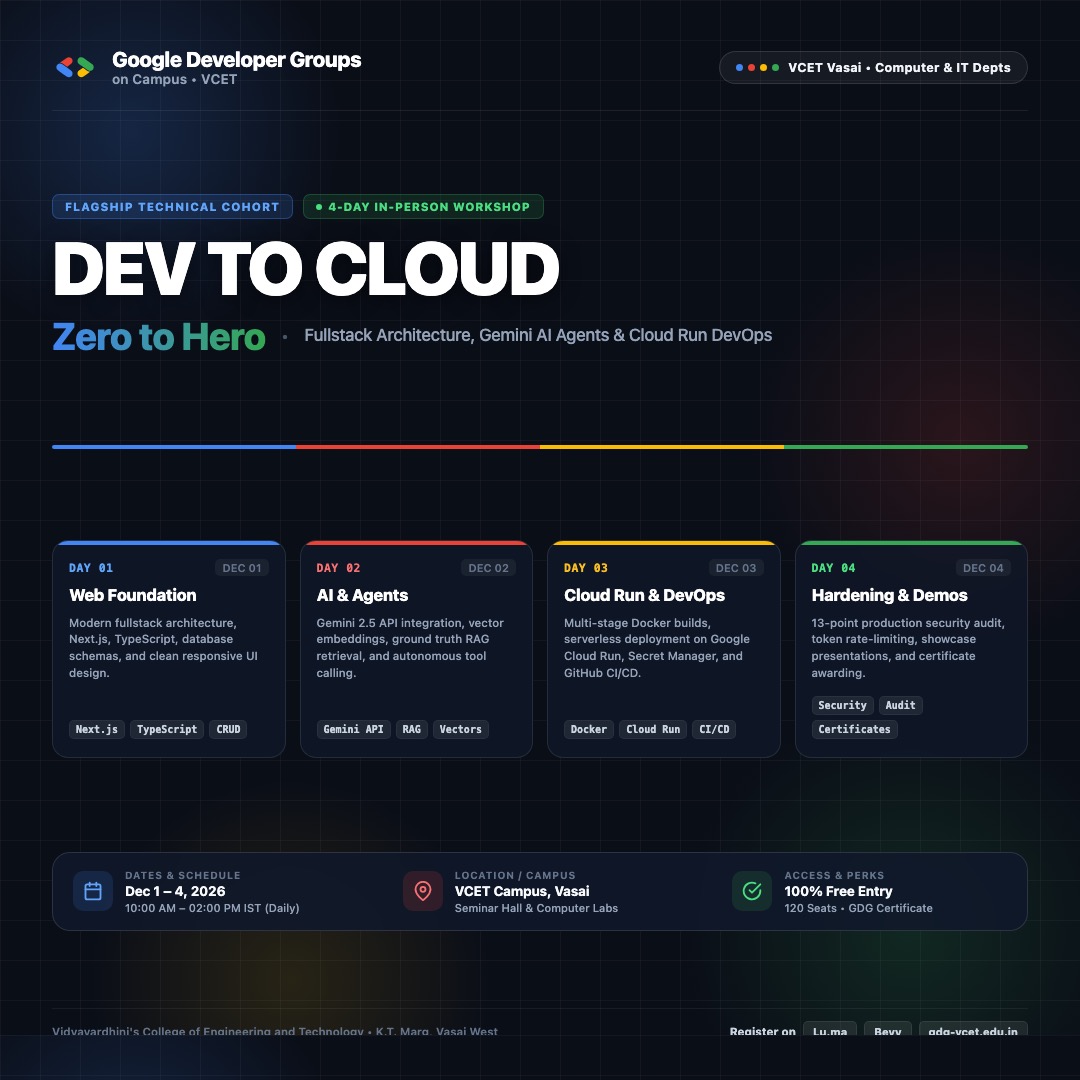 Google Developer Groups
on Campus • VCET
VCET Vasai • Computer & IT Depts
FLAGSHIP TECHNICAL COHORT
4-DAY IN-PERSON WORKSHOP
DEV TO CLOUD
Zero to Hero · Fullstack Architecture, Gemini AI Agents & Cloud Run DevOps
DAY 01 DEC 01
Web Foundation
Modern fullstack architecture,
Next.js, TypeScript, database
schemas, and clean responsive UI
design.
Next.js TypeScript CRUD
DAY 02 DEC 02
AI & Agents
Gemini 2.5 API integration, vector
embeddings, ground truth RAG
retrieval, and autonomous tool
calling.
Gemini API RAG Vectors
DAY 03 DEC 03
Cloud Run & DevOps
Multi-stage Docker builds,
serverless deployment on Google
Cloud Run, Secret Manager, and
GitHub CI/CD.
Docker Cloud Run CI/CD
DAY 04 DEC 04
Hardening & Demos
13-point production security audit,
token rate-limiting, showcase
presentations, and certificate
awarding.
Security Audit
Certificates
DATES & SCHEDULE
Dec 1 – 4, 2026
10:00 AM – 02:00 PM IST (Daily)
LOCATION / CAMPUS
VCET Campus, Vasai
Seminar Hall & Computer Labs
ACCESS & PERKS
100% Free Entry
120 Seats • GDG Certificate
Vidyavardhini's College of Engineering and Technology • K.T. Marg, Vasai West
Register on Lu.ma Bevy gdg-vcet.edu.in